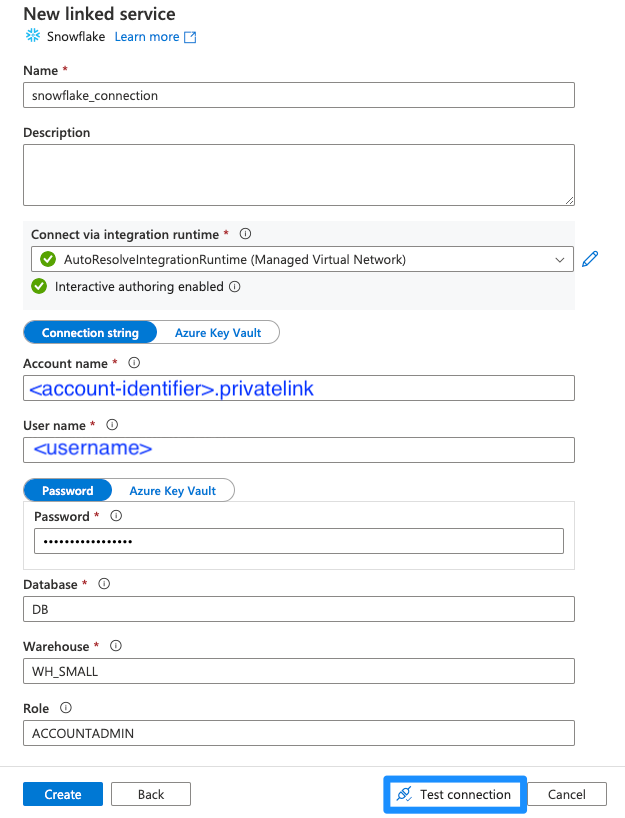 New linked service
Snowflake Learn more
Name *
snowflake_connection
Description
Connect via integration runtime *
AutoResolveIntegrationRuntime (Managed Virtual Network)
Interactive authoring enabled
Connection string Azure Key Vault
Account name *
<account-identifier>.privatelink
User name *
<username>
Password Azure Key Vault
Password *
•••••••••••••••••
Database *
DB
Warehouse *
WH_SMALL
Role
ACCOUNTADMIN
Create Back Test connection Cancel